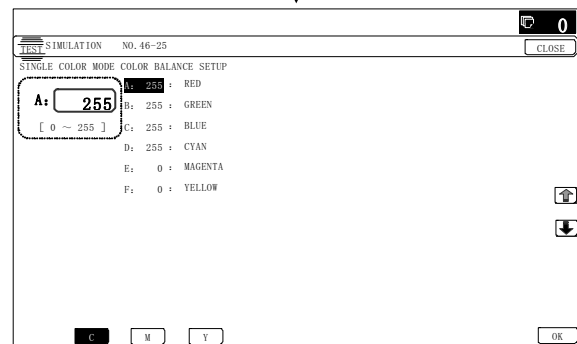 0
TEST SIMULATION NO.46-25 CLOSE
SINGLE COLOR MODE COLOR BALANCE SETUP
A: 255
[ 0 ~ 255 ]
A: 255 : RED
B: 255 : GREEN
C: 255 : BLUE
D: 255 : CYAN
E: 0 : MAGENTA
F: 0 : YELLOW
C M Y OK